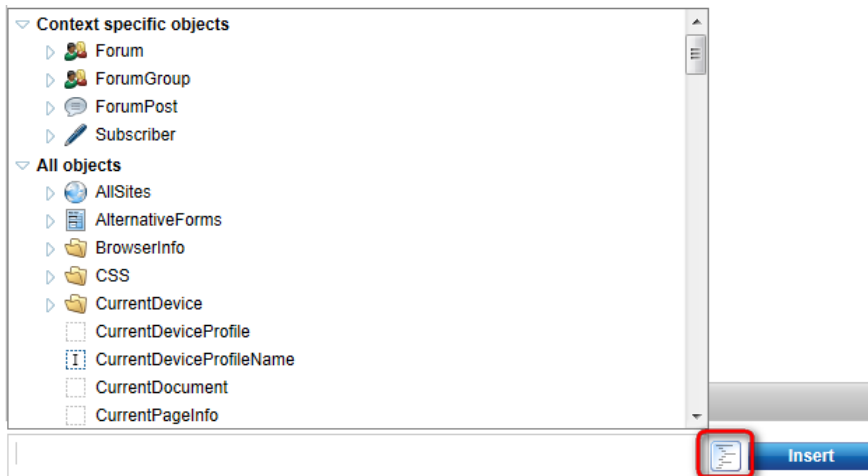 Context specific objects
Forum
ForumGroup
ForumPost
Subscriber
All objects
AllSites
AlternativeForms
BrowserInfo
CSS
CurrentDevice
CurrentDeviceProfile
CurrentDeviceProfileName
CurrentDocument
CurrentPageInfo
Insert